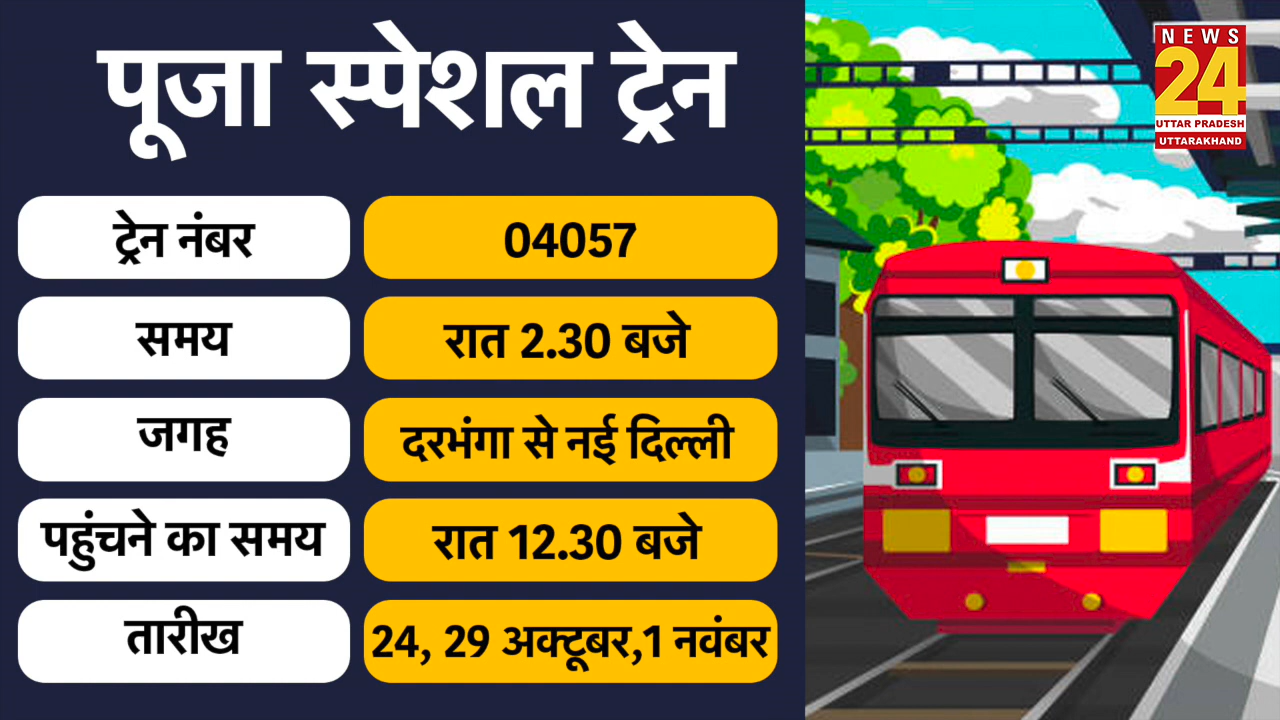 पूजा स्पेशल ट्रेन
NEWS
24
UTTAR PRADESH
UTTARAKHAND
ट्रेन नंबर 04057
समय रात 2.30 बजे
जगह दरभंगा से नई दिल्ली
पहुंचने का समय रात 12.30 बजे
तारीख 24, 29 अक्टूबर,1 नवंबर